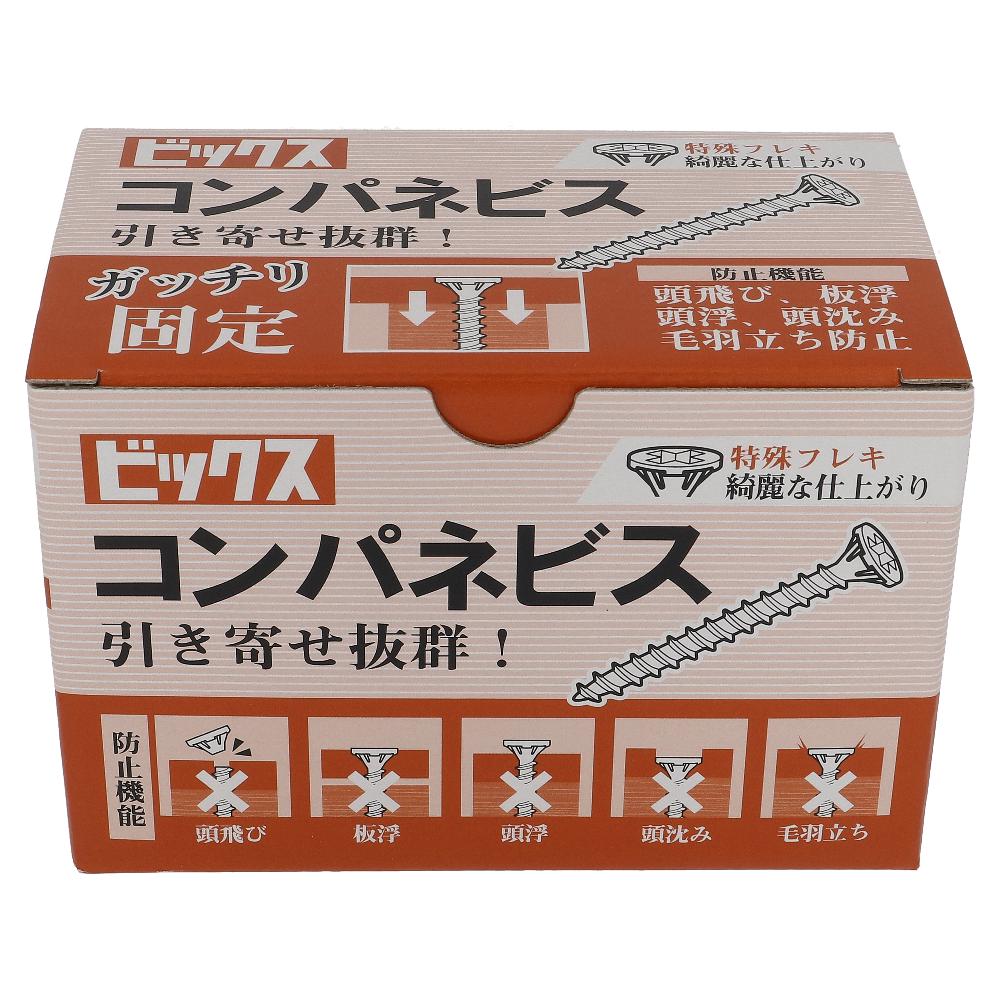 ビックス
特殊フレキ
綺麗な仕上がり
コンパネビス
引き寄せ抜群！
ガッチリ
固定
防止機能
頭飛び、板浮
頭浮、頭沈み
毛羽立ち防止
ビックス
特殊フレキ
綺麗な仕上がり
コンパネビス
引き寄せ抜群！
防止機能
頭飛び
板浮
頭浮
頭沈み
毛羽立ち